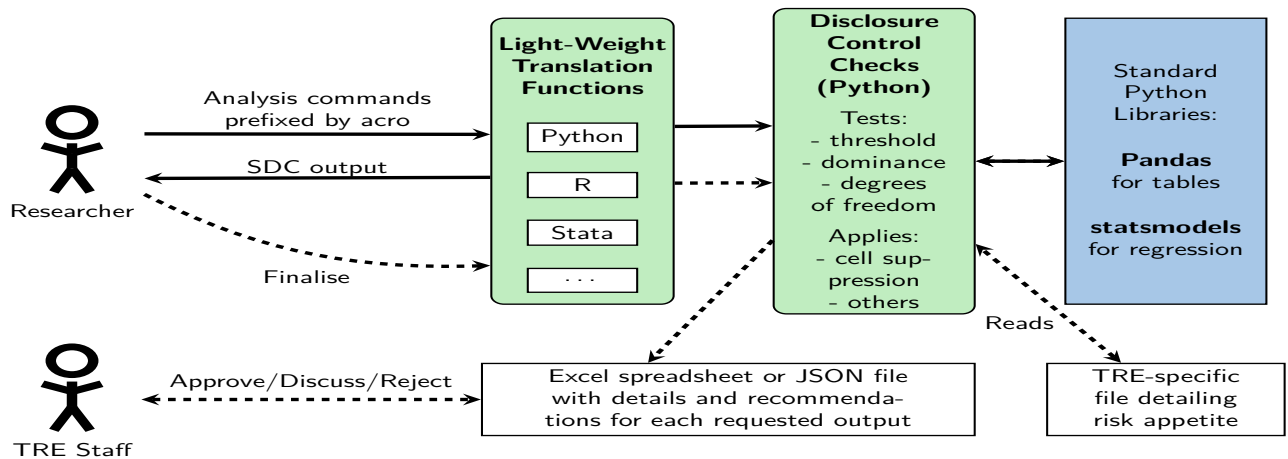 Analysis commands
prefixed by acro
SDC output
Researcher
Finalise
Light-Weight
Translation
Functions
Python
R
Stata
...
Disclosure
Control
Checks
(Python)
Tests:
- threshold
- dominance
- degrees
of freedom
Applies:
- cell sup-
pression
- others
Standard
Python
Libraries:
Pandas
for tables
statsmodels
for regression
Reads
Approve/Discuss/Reject
TRE Staff
Excel spreadsheet or JSON file
with details and recommenda-
tions for each requested output
TRE-specific
file detailing
risk appetite